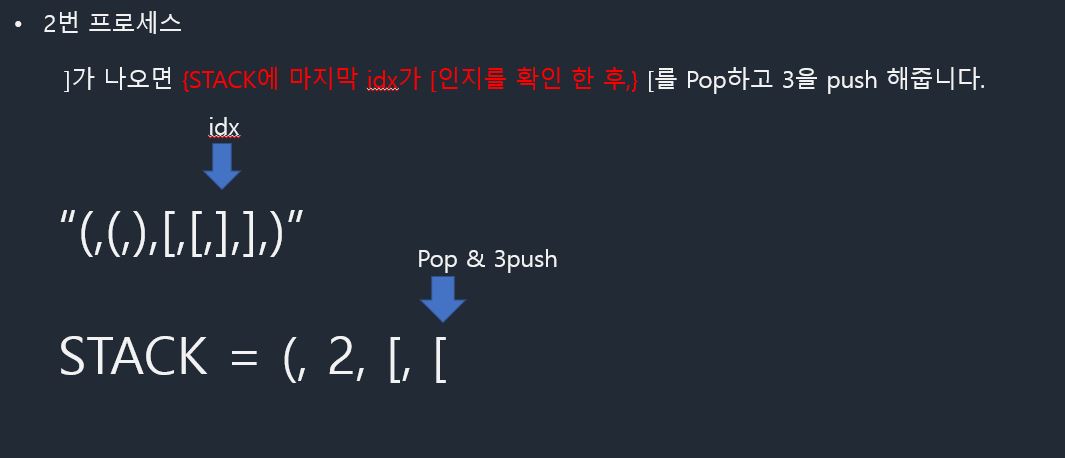 • 2번 프로세스
]가 나오면 {STACK에 마지막 idx가 [인지를 확인 한 후,} [를 Pop하고 3을 push 해줍니다.
idx
“(,(,),[,[,],],)”
Pop & 3push
STACK = (, 2, [, [